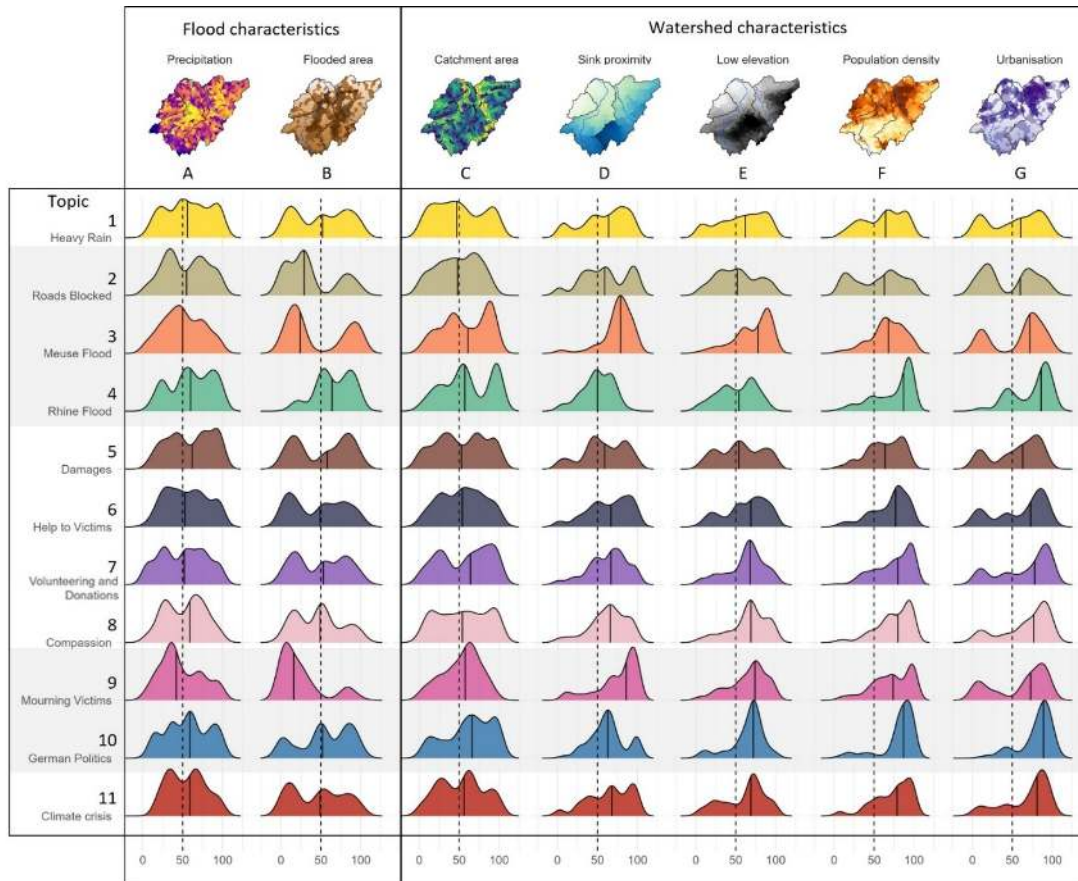 Flood characteristics
Watershed characteristics
Precipitation
Flooded area
Catchment area
Sink proximity
Low elevation
Population density
Urbanisation
A
B
C
D
E
F
G
Topic
1
Heavy Rain
2
Roads Blocked
3
Meuse Flood
4
Rhine Flood
5
Damages
6
Help to Victims
7
Volunteering and
Donations
8
Compassion
9
Mourning Victims
10
German Politics
11
Climate crisis
0 50 100 0 50 100 0 50 100 0 50 100 0 50 100 0 50 100 0 50 100